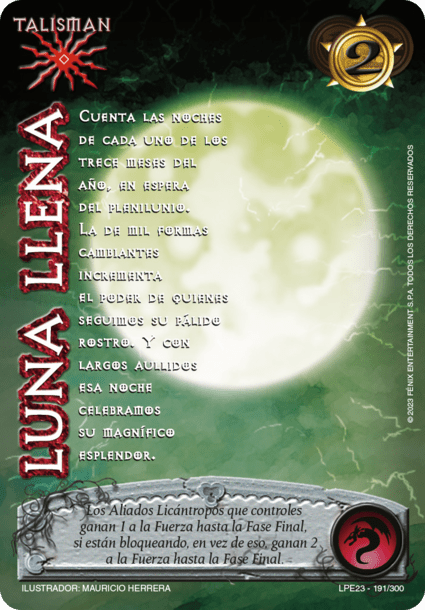 TALISMAN
2
LUNA LLENA
Cuenta las noches
de cada uno de los
trece meses del
año, en espera
del plenilunio.
La de mil formas
cambiantes
incrementa
el poder de quienes
seguimos su pálido
rostro. Y con
largos aullidos
esa noche
celebramos
su magnífico
esplendor.
© 2023 FÉNIX ENTERTAINMENT S.P.A. TODOS LOS DERECHOS RESERVADOS
Los Aliados Licántropos que controles
ganan 1 a la Fuerza hasta la Fase Final,
si están bloqueando, en vez de eso, ganan 2
a la Fuerza hasta la Fase Final.
ILUSTRADOR: MAURICIO HERRERA
LPE23 - 191/300